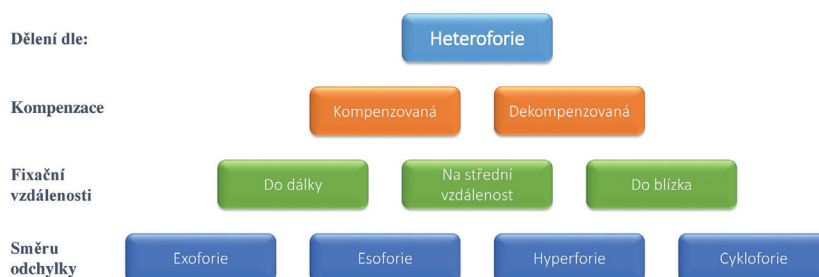 Dělení dle:
Heteroforie
Kompenzace
Kompenzovaná
Dekompenzovaná
Fixační
vzdálenosti
Do dálky
Na střední
vzdálenost
Do blízka
Směru
odchylky
Exoforie
Esoforie
Hyperforie
Cykloforie